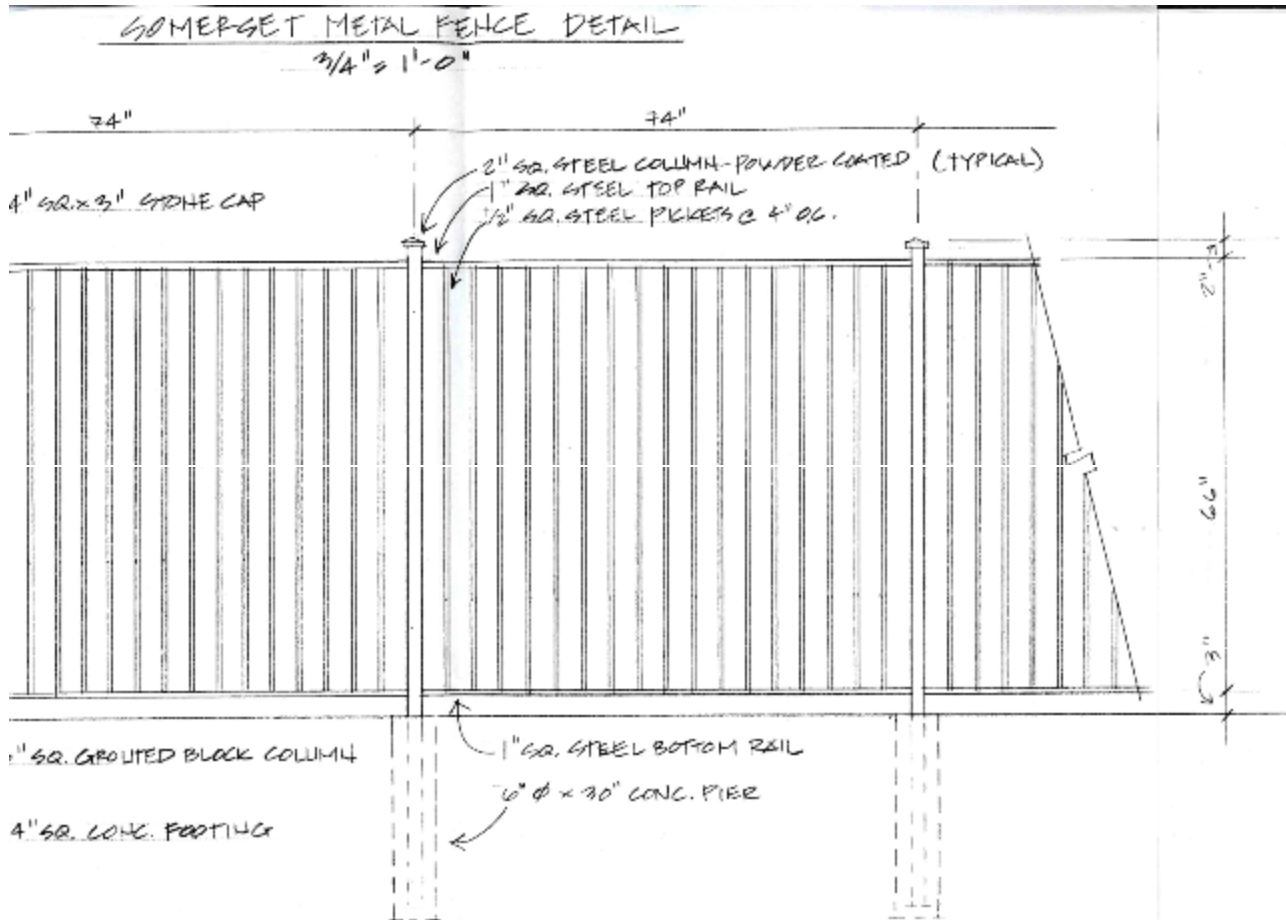 SOMERSET METAL FENCE DETAIL
3/4" = 1'-0"
74"
74"
2" SQ. STEEL COLUMN-POWDER COATED (TYPICAL)
1" SQ. STEEL TOP RAIL
1/2" SQ. STEEL PICKETS @ 4" O.C.
4" SQ. x 3" STONE CAP
66"
3"
1" SQ. STEEL BOTTOM RAIL
" SQ. GROUTED BLOCK COLUMN
6" Ø x 30" CONC. PIER
4" SQ. CONC. FOOTING